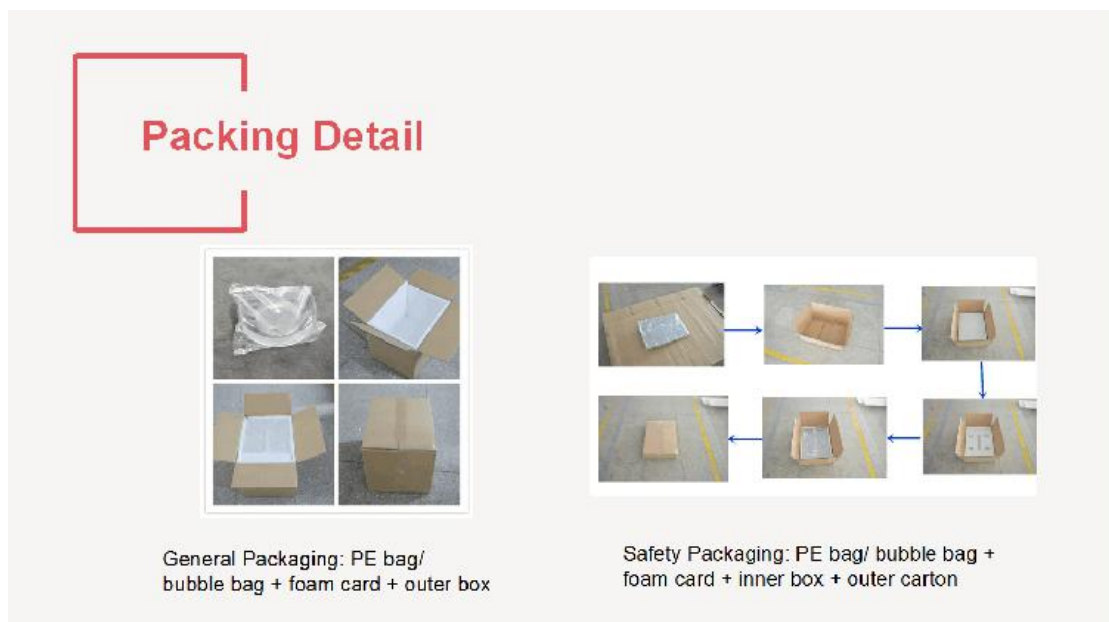 Packing Detail
General Packaging: PE bag/
bubble bag + foam card + outer box
Safety Packaging: PE bag/ bubble bag +
foam card + inner box + outer carton